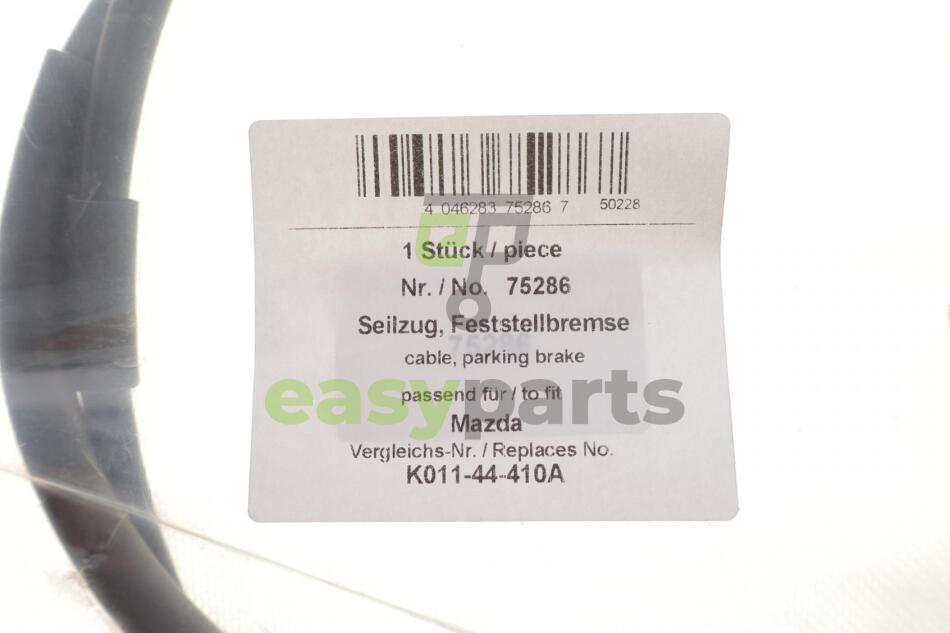 4 046283 75286 7 50228
1 Stück / piece
Nr. / No. 75286
Seilzug, Feststellbremse
75286
cable, parking brake
passend für / to fit
easyparts
Mazda
Vergleichs-Nr. / Replaces No.
K011-44-410A